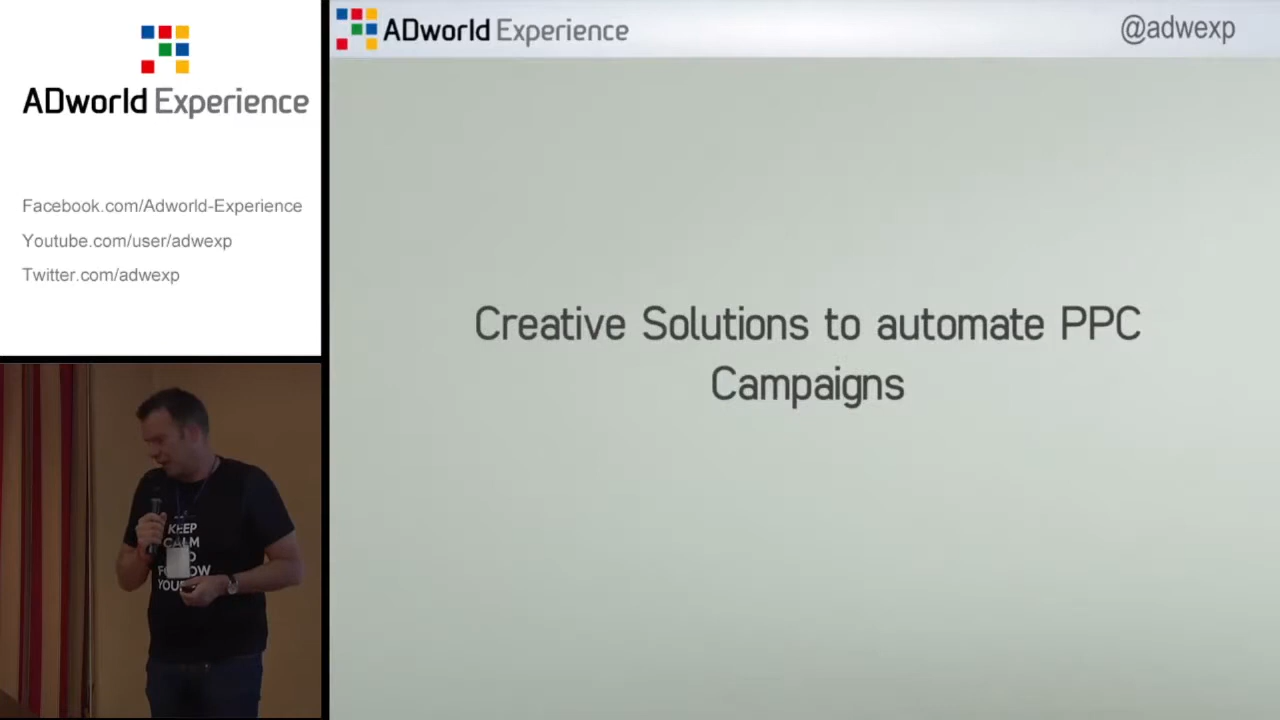 ADworld Experience
Facebook.com/Adworld-Experience
Youtube.com/user/adwexp
Twitter.com/adwexp
ADworld Experience
@adwexp
Creative Solutions to automate PPC
Campaigns
KEEP
CALM
FOLLOW